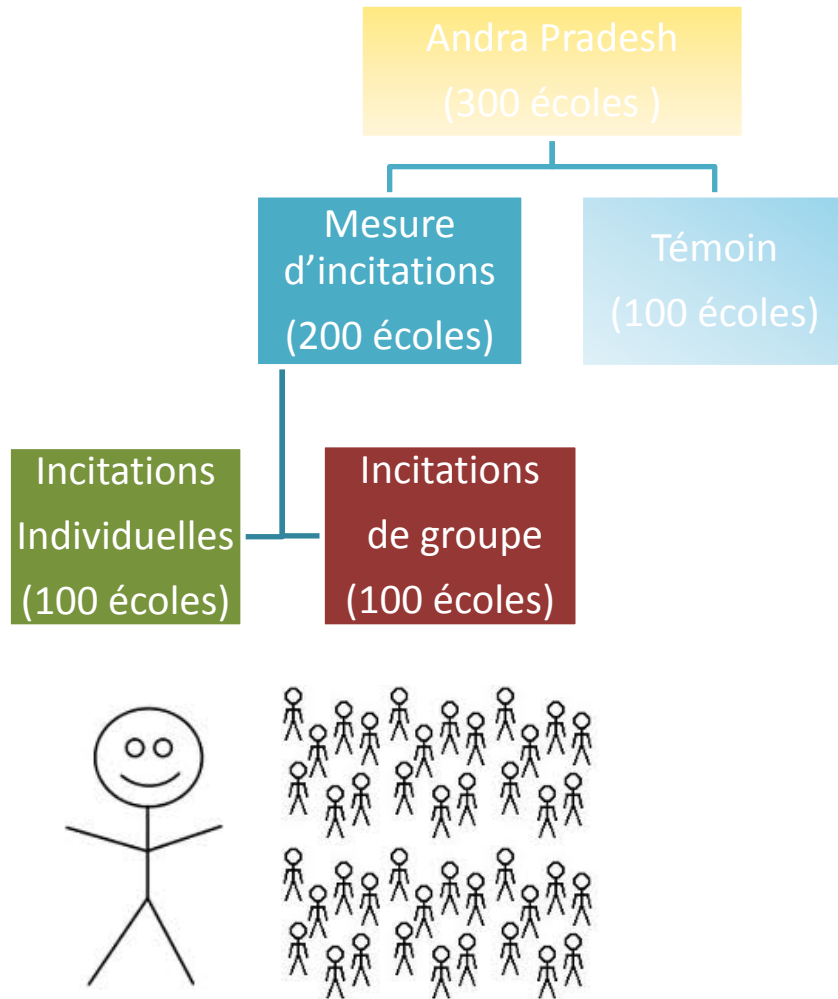 Andra Pradesh
(300 écoles )
Mesure
d’incitations
(200 écoles)
Témoin
(100 écoles)
Incitations
Individuelles
(100 écoles)
Incitations
de groupe
(100 écoles)